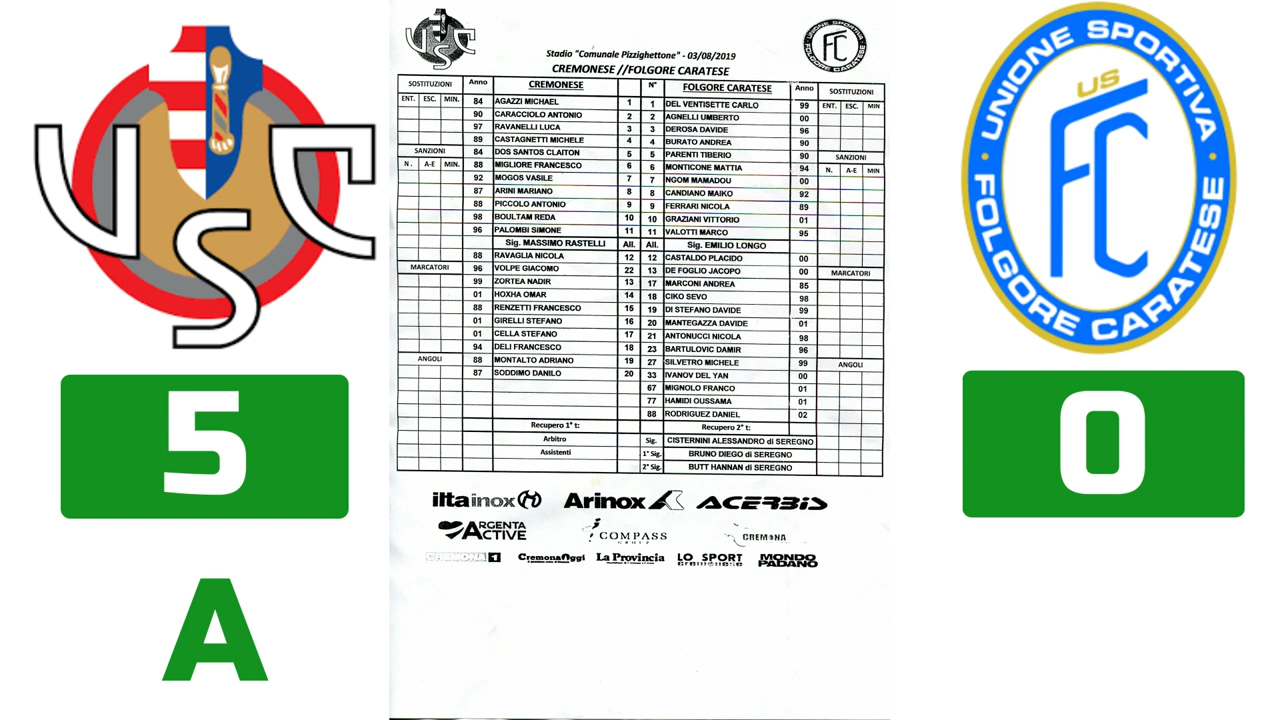 USC
5
A
USC
Stadio "Comunale Pizzighettone" - 03/08/2019
CREMONESE //FOLGORE CARATESE
UNIONE SPORTIVA FOLGORE CARATESE
FC
SOSTITUZIONI Anno CREMONESE N° FOLGORE CARATESE Anno SOSTITUZIONI
ENT. ESC. MIN. 84 AGAZZI MICHAEL 1 1 DEL VENTISETTE CARLO 99 ENT. ESC. MIN
90 CARACCIOLO ANTONIO 2 2 AGNELLI UMBERTO 00
97 RAVANELLI LUCA 3 3 DEROSA DAVIDE 96
89 CASTAGNETTI MICHELE 4 4 BURATO ANDREA 90
SANZIONI 84 DOS SANTOS CLAITON 5 5 PARENTI TIBERIO 90 SANZIONI
N. A-E MIN. 88 MIGLIORE FRANCESCO 6 6 MONTICONE MATTIA 94 N. A-E MIN
92 MOGOS VASILE 7 7 NGOM MAMADOU 00
87 ARINI MARIANO 8 8 CANDIANO MAIKO 92
88 PICCOLO ANTONIO 9 9 FERRARI NICOLA 89
98 BOULTAM REDA 10 10 GRAZIANI VITTORIO 01
96 PALOMBI SIMONE 11 11 VALOTTI MARCO 95
Sig. MASSIMO RASTELLI All. All. Sig. EMILIO LONGO
88 RAVAGLIA NICOLA 12 12 CASTALDO PLACIDO 00
MARCATORI 96 VOLPE GIACOMO 22 13 DE FOGLIO JACOPO 00 MARCATORI
99 ZORTEA NADIR 13 17 MARCONI ANDREA 85
01 HOXHA OMAR 14 18 CIKO SEVO 98
88 RENZETTI FRANCESCO 15 19 DI STEFANO DAVIDE 99
01 GIRELLI STEFANO 16 20 MANTEGAZZA DAVIDE 01
01 CELLA STEFANO 17 21 ANTONUCCI NICOLA 98
94 DELI FRANCESCO 18 23 BARTULOVIC DAMIR 96
ANGOLI 88 MONTALTO ADRIANO 19 27 SILVETRO MICHELE 99 ANGOLI
87 SODDIMO DANILO 20 33 IVANOV DEL YAN 00
67 MIGNOLO FRANCO 01
77 HAMIDI OUSSAMA 01
88 RODRIGUEZ DANIEL 02
Recupero 1° t: Recupero 2° t:
Arbitro Sig. CISTERNINI ALESSANDRO di SEREGNO
Assistenti 1° Sig. BRUNO DIEGO di SEREGNO
2° Sig. BUTT HANNAN di SEREGNO
iltainox Arinox ACERBIS
ARGENTA ACTIVE COMPASS GROUP CREMONA
CREMONA 1 CremonaOggi La Provincia LO SPORT cremonese MONDO PADANO
UNIONE SPORTIVA
US
FC
FOLGORE CARATESE
0